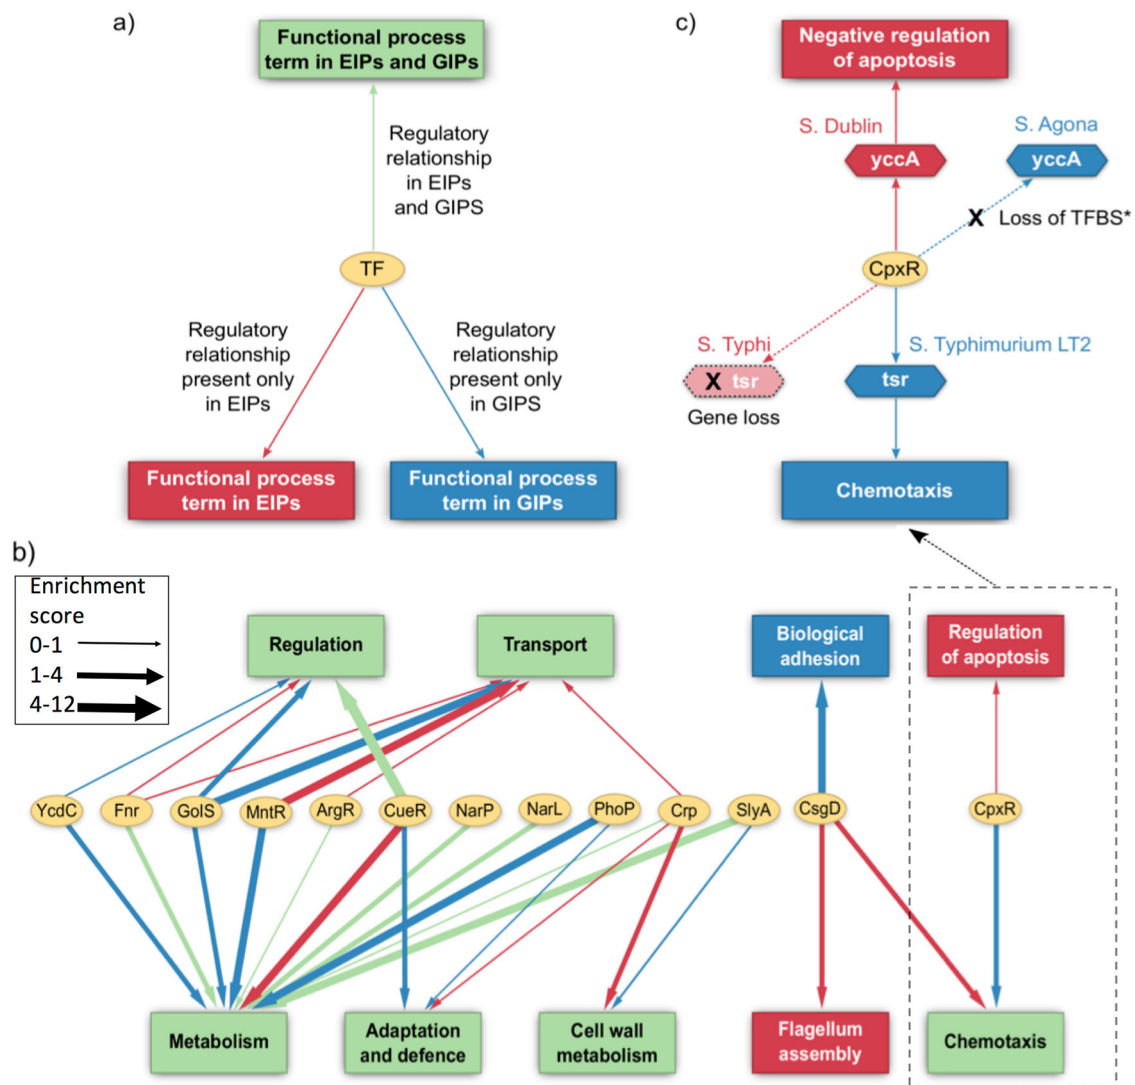 a)
Functional process
term in EIPs and GIPs
Regulatory
relationship
in EIPs
and GIPS
TF
Regulatory
relationship
present only
in EIPs
Regulatory
relationship
present only
in GIPS
Functional process
term in EIPs
Functional process
term in GIPs
c)
Negative regulation
of apoptosis
S. Dublin
S. Agona
yccA
yccA
X Loss of TFBS*
CpxR
S. Typhi
S. Typhimurium LT2
X tsr
tsr
Gene loss
Chemotaxis
b)
Enrichment
score
0-1
1-4
4-12
Regulation
Transport
Biological
adhesion
Regulation
of apoptosis
YcdC Fnr GolS MntR ArgR CueR NarP NarL PhoP Crp SlyA CsgD CpxR
Metabolism
Adaptation
and defence
Cell wall
metabolism
Flagellum
assembly
Chemotaxis